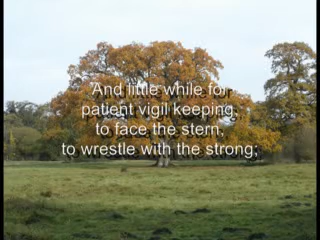 And little while for
patient vigil keeping,
to face the stern,
to wrestle with the strong;